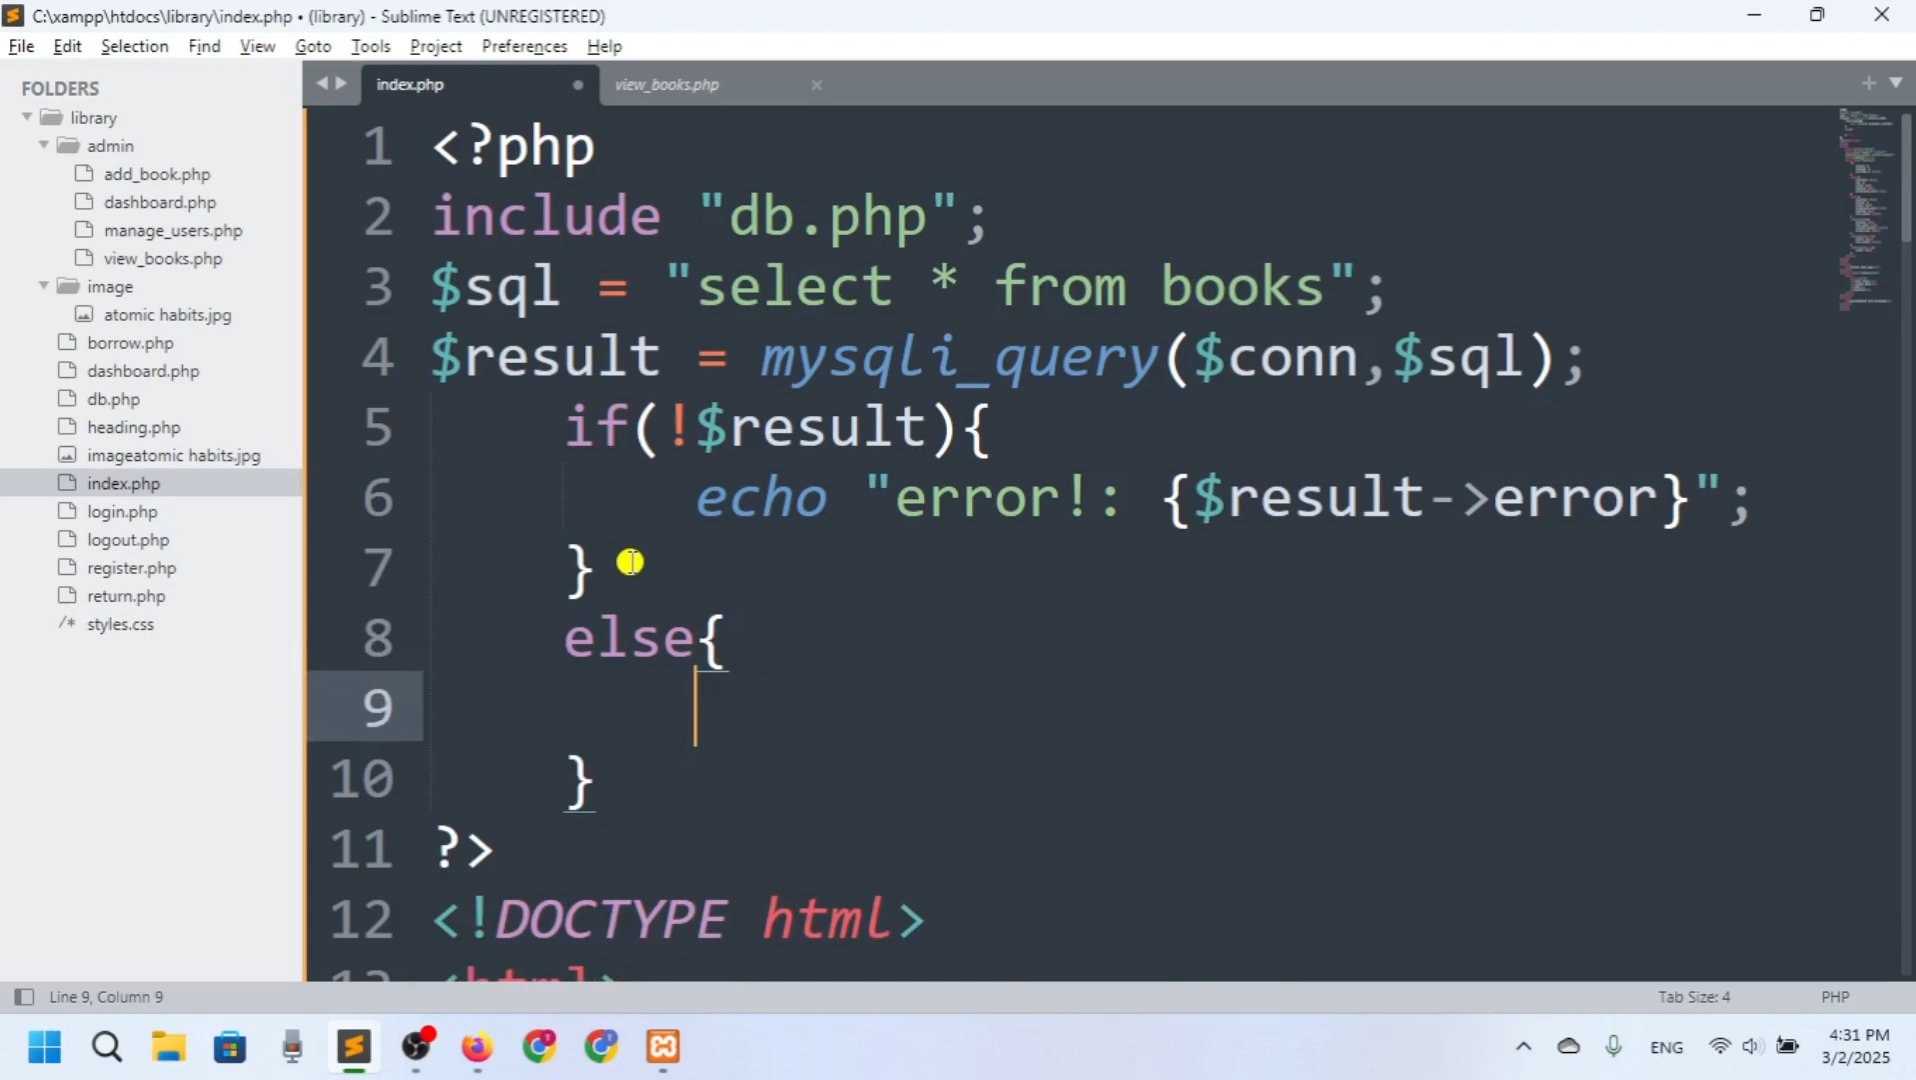 C:\xampp\htdocs\library\index.php • (library) - Sublime Text (UNREGISTERED)
File Edit Selection Find View Goto Tools Project Preferences Help
FOLDERS
library
admin
add_book.php
dashboard.php
manage_users.php
view_books.php
image
atomic habits.jpg
borrow.php
dashboard.php
db.php
heading.php
imageatomic habits.jpg
index.php
login.php
logout.php
register.php
return.php
/* styles.css
index.php view_books.php
1 <?php
2 include "db.php";
3 $sql = "select * from books";
4 $result = mysqli_query($conn,$sql);
5 if(!$result){
6 echo "error!: {$result->error}";
7 }
8 else{
9
10 }
11 ?>
12 <!DOCTYPE html>
13 <html>
Line 9, Column 9 Tab Size: 4 PHP
ENG 4:31 PM
3/2/2025